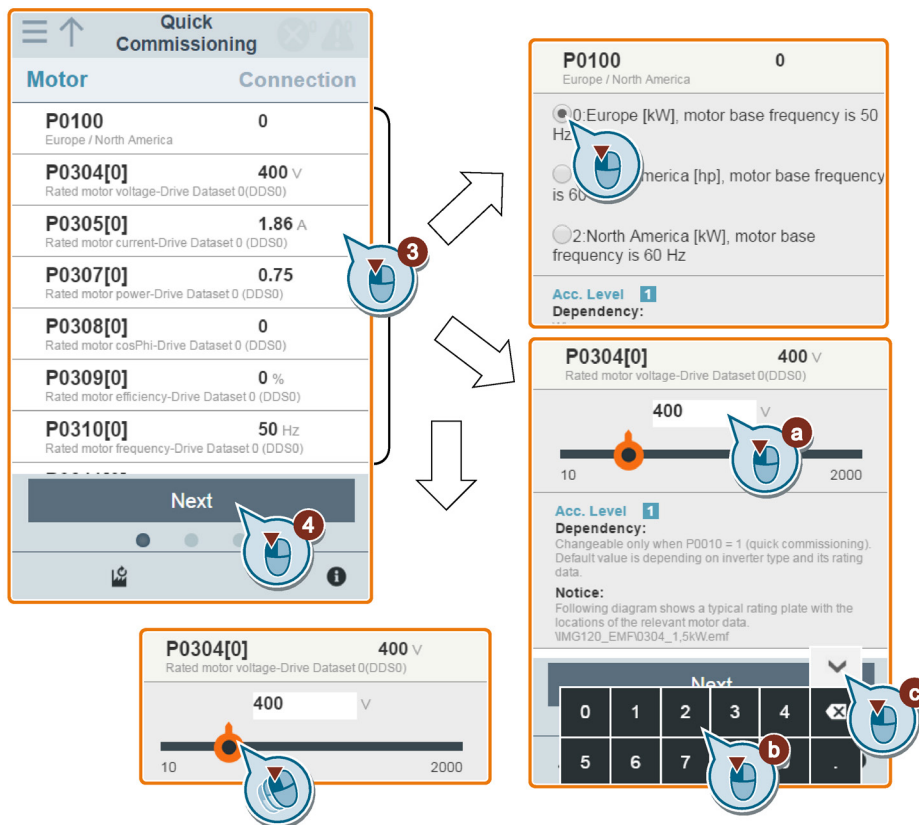 Quick
Commissioning
Motor
Connection
P0100 0
Europe / North America
P0304[0] 400 V
Rated motor voltage-Drive Dataset 0(DDS0)
P0305[0] 1.86 A
Rated motor current-Drive Dataset 0 (DDS0)
P0307[0] 0.75
Rated motor power-Drive Dataset 0 (DDS0)
P0308[0] 0
Rated motor cosPhi-Drive Dataset 0 (DDS0)
P0309[0] 0 %
Rated motor efficiency-Drive Dataset 0 (DDS0)
P0310[0] 50 Hz
Rated motor frequency-Drive Dataset 0 (DDS0)
3
Next
4
P0100 0
Europe / North America
0:Europe [kW], motor base frequency is 50
Hz
merica [hp], motor base frequency
is 60
2:North America [kW], motor base
frequency is 60 Hz
Acc. Level 1
Dependency:
P0304[0] 400 V
Rated motor voltage-Drive Dataset 0(DDS0)
400 V
a
10 2000
Acc. Level 1
Dependency:
Changeable only when P0010 = 1 (quick commissioning).
Default value is depending on inverter type and its rating
data.
Notice:
Following diagram shows a typical rating plate with the
locations of the relevant motor data.
\IMG120_EMF\0304_1,5kW.emf
Next
c
0 1 2 3 4
5 6 7 .
b
P0304[0] 400 V
Rated motor voltage-Drive Dataset 0(DDS0)
400 V
10 2000